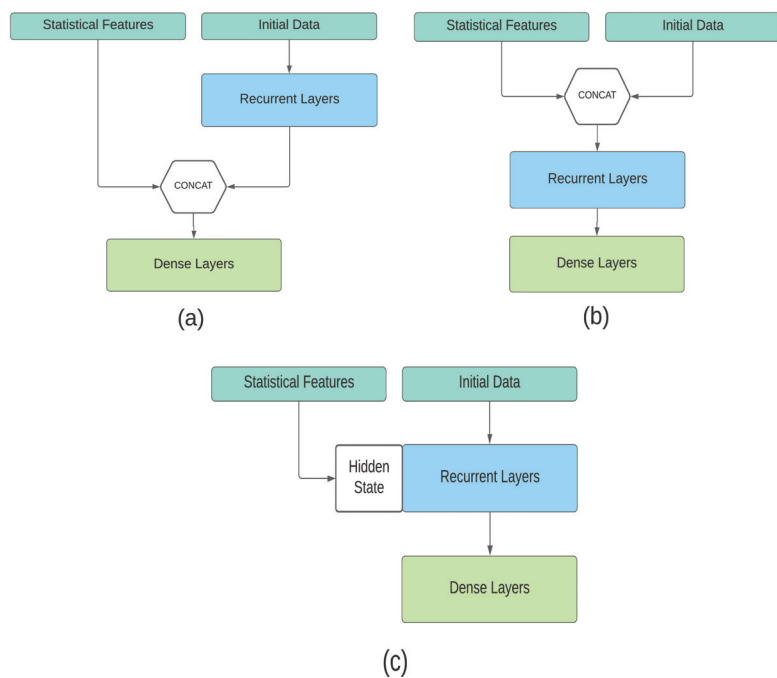 Statistical Features
Initial Data
Recurrent Layers
CONCAT
Dense Layers
(a)
Statistical Features
Initial Data
CONCAT
Recurrent Layers
Dense Layers
(b)
Statistical Features
Initial Data
Hidden
State
Recurrent Layers
Dense Layers
(c)